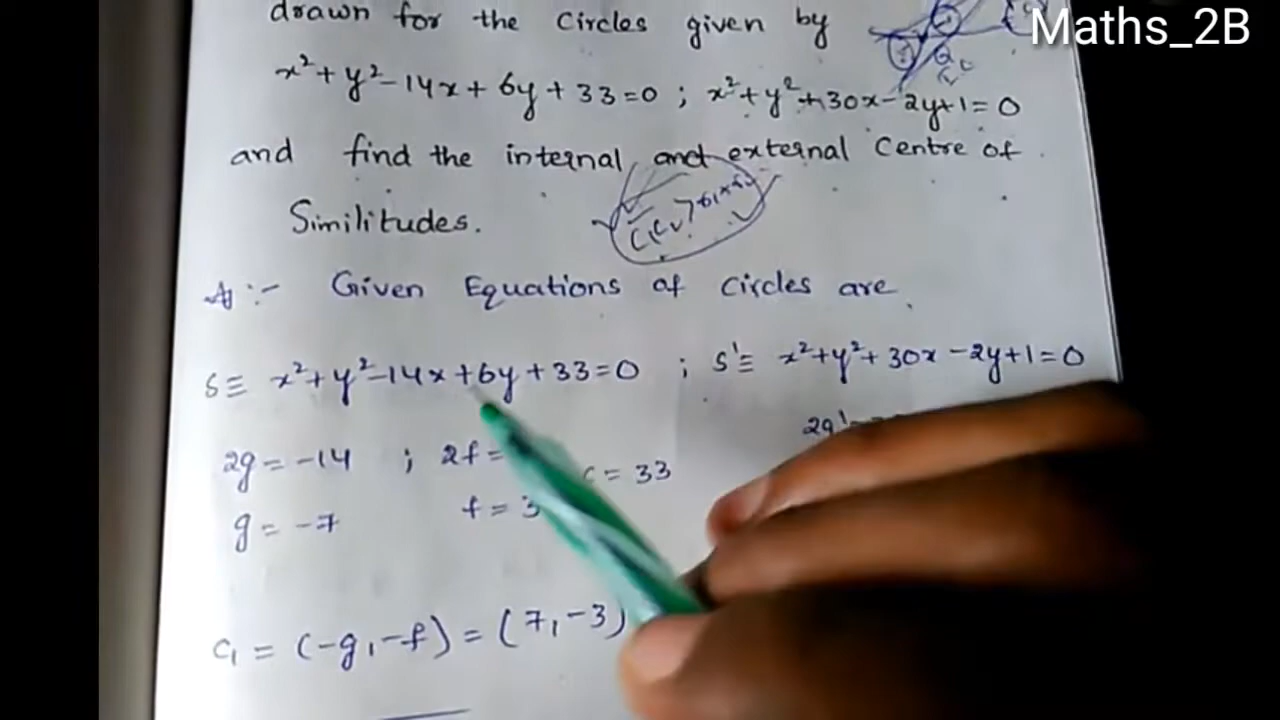 Maths_2B
drawn for the Circles given by
x²+y²-14x+6y+33=0 ; x²+y²+30x-2y+1=0
and find the internal and external Centre of
Similitudes.
A :- Given Equations of Circles are
S≡ x²+y²-14x+6y+33=0 ; S'≡ x²+y²+30x-2y+1=0
2g = -14 ; 2f = c = 33 2g'
g = -7 f = 3
C₁ = (-g,-f) = (7,-3)